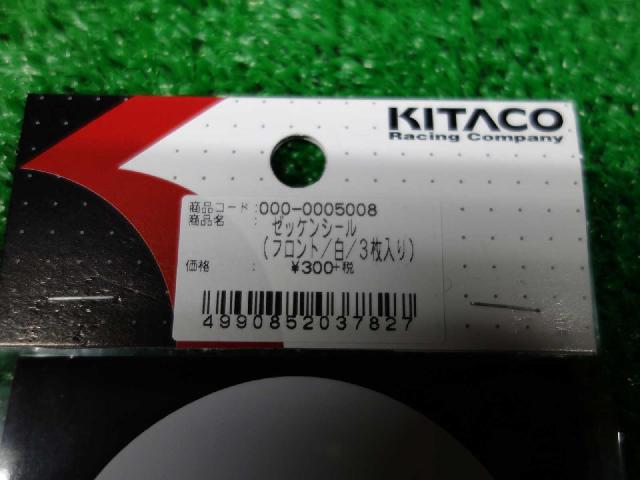 KITACO
Racing Company
商品コード:000-0005008
商品名 : ゼッケンシール
(フロント/白/3枚入り)
価格 : ¥300+税
4990852037827